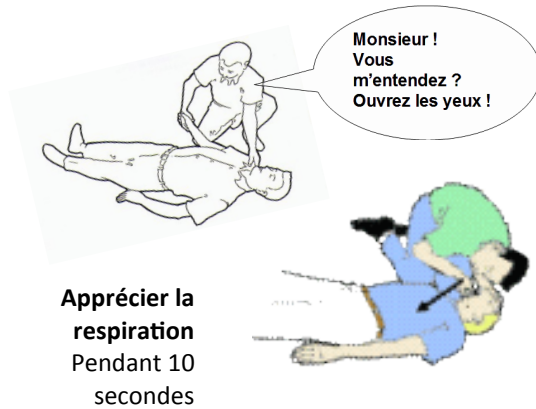 Monsieur !
Vous
m'entendez ?
Ouvrez les yeux !
Apprécier la
respiration
Pendant 10
secondes